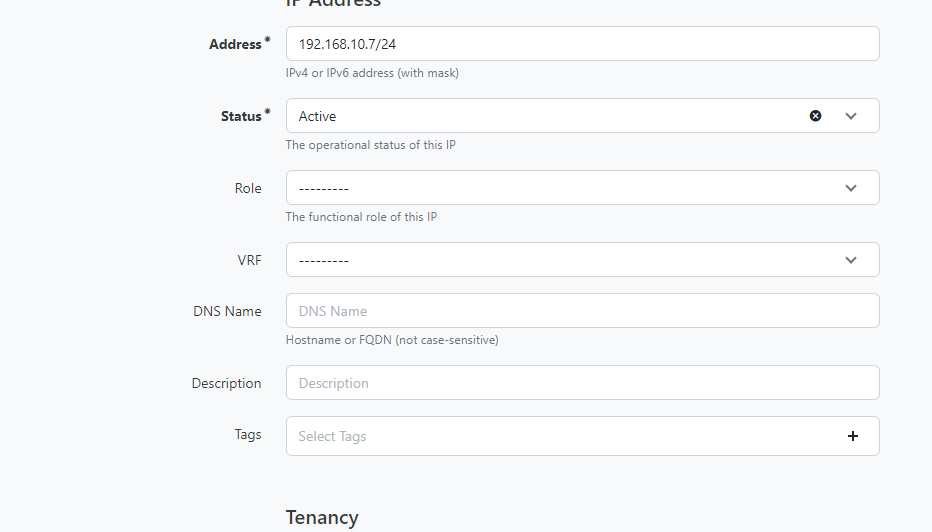 IP Address
Address *
192.168.10.7/24
IPv4 or IPv6 address (with mask)
Status *
Active
The operational status of this IP
Role
---------
The functional role of this IP
VRF
---------
DNS Name
DNS Name
Hostname or FQDN (not case-sensitive)
Description
Description
Tags
Select Tags
Tenancy